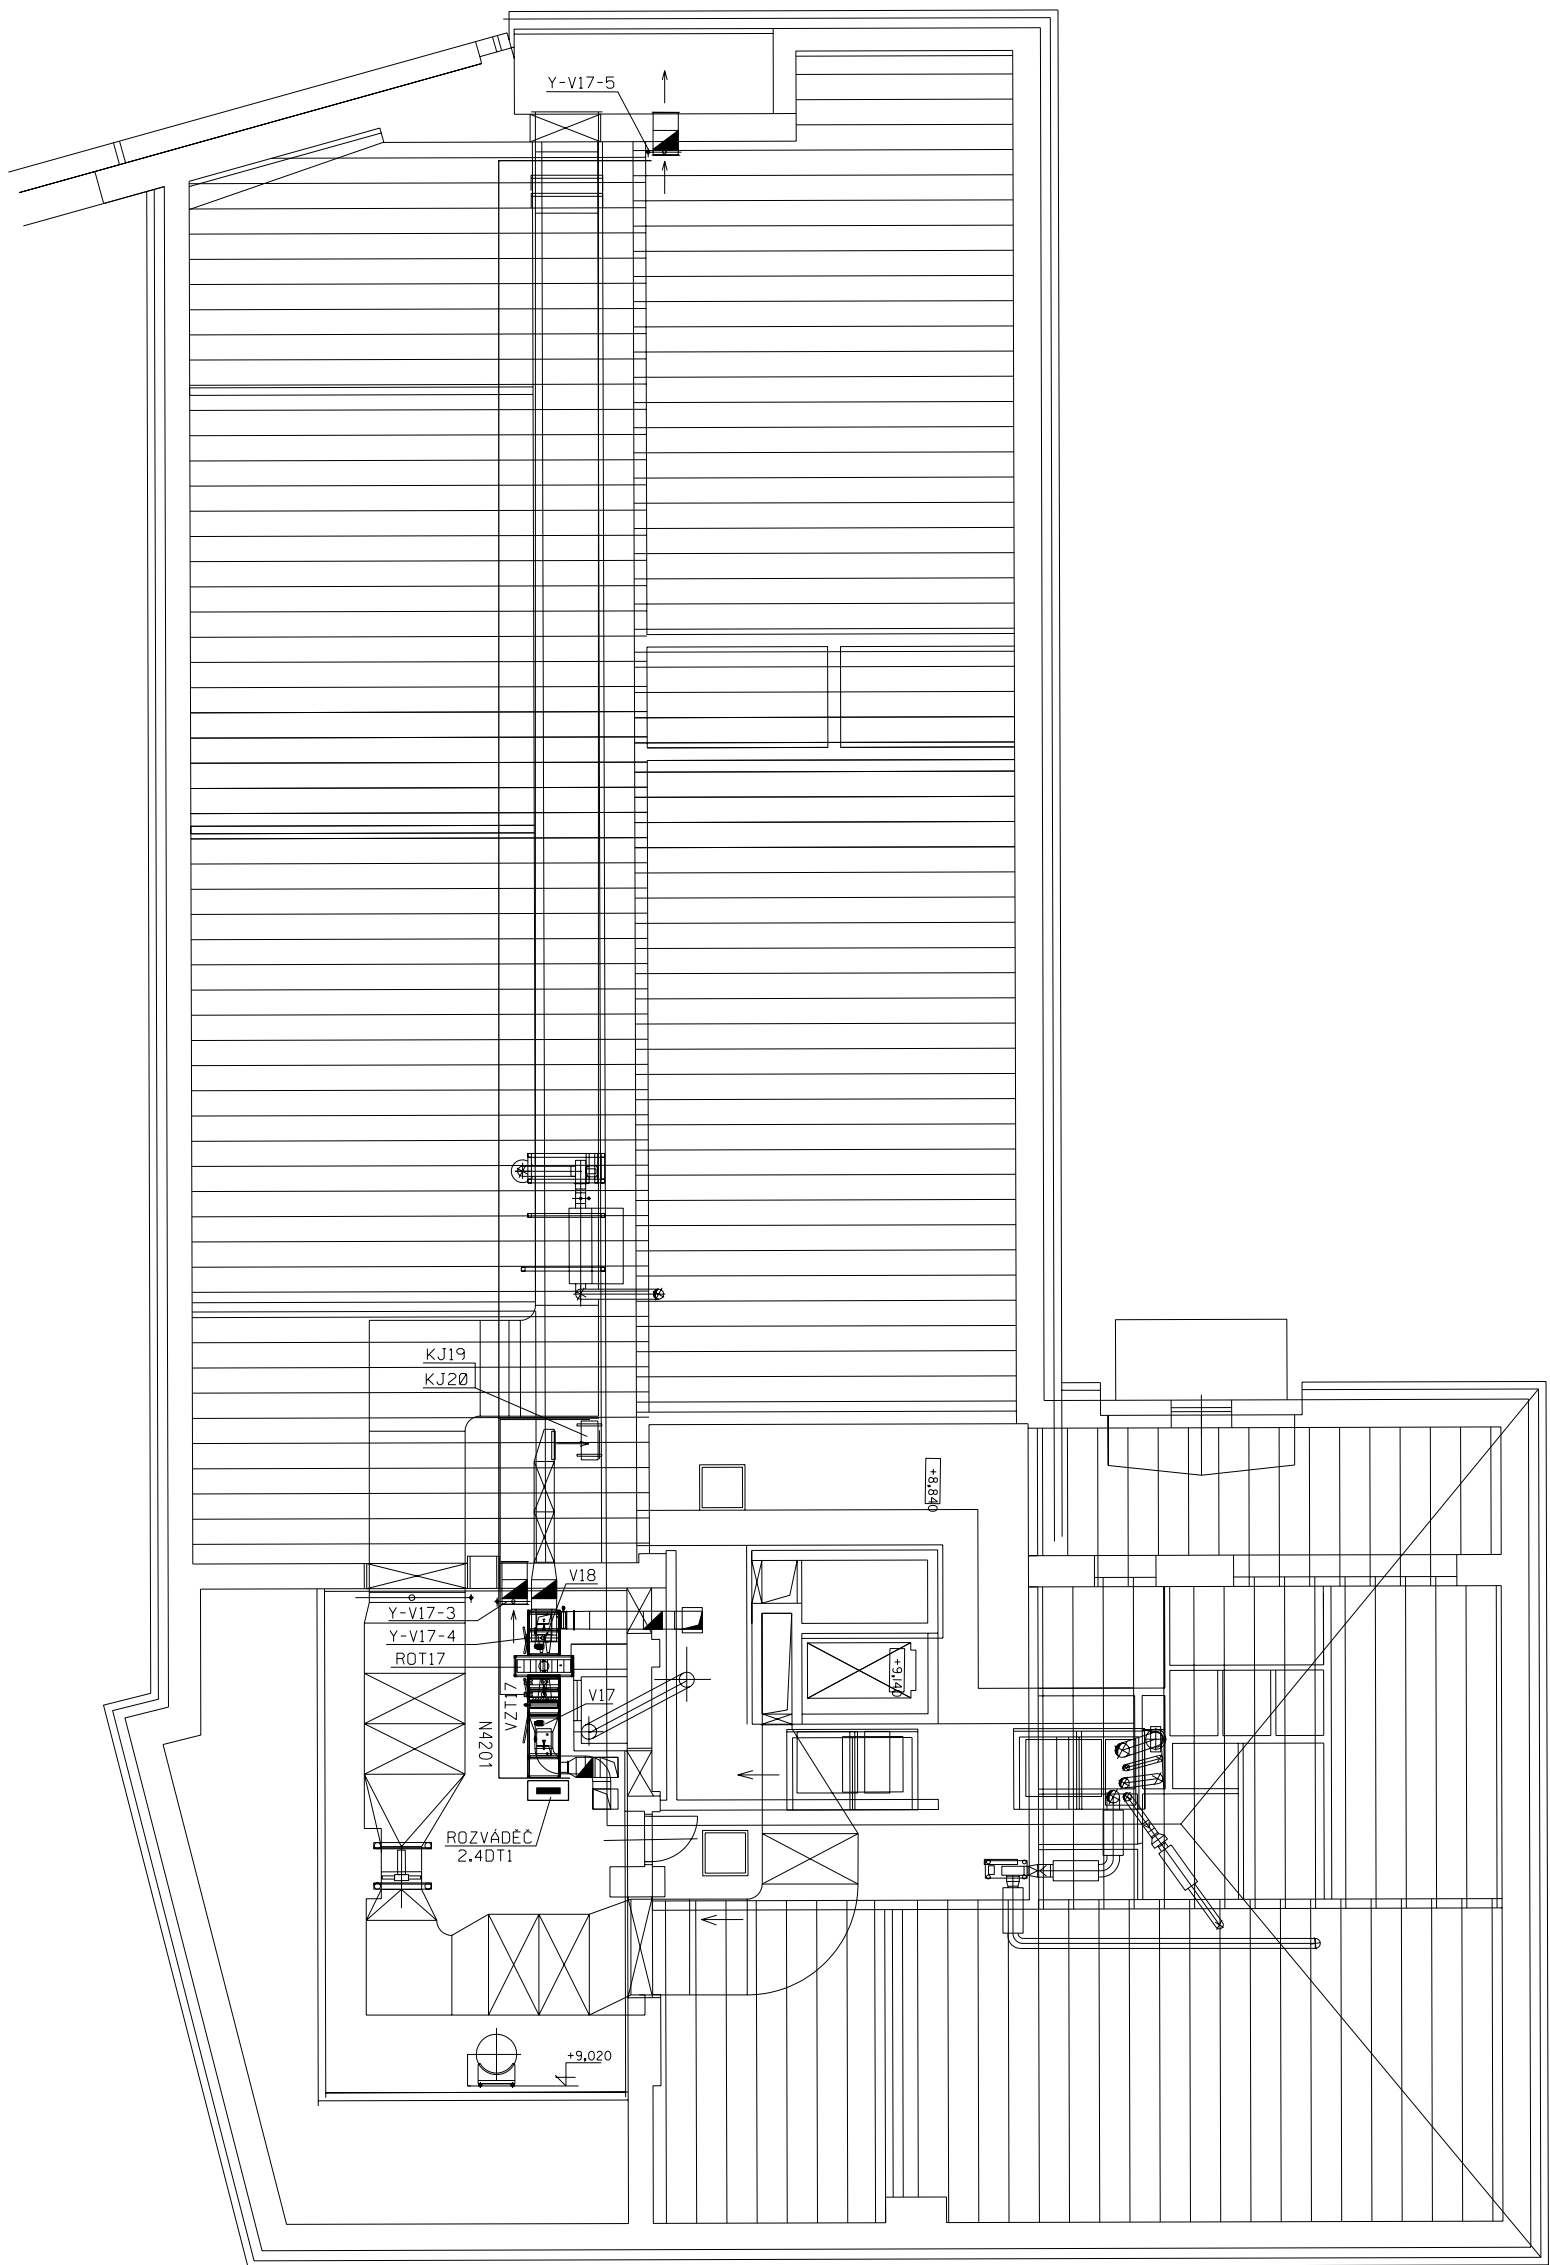 Y-V17-5
KJ19
KJ20
+8,840
V18
Y-V17-3
Y-V17-4
ROT17
+9,140
VZT17
V17
N4201
ROZVÁDĚČ
2.4DT1
+9,020